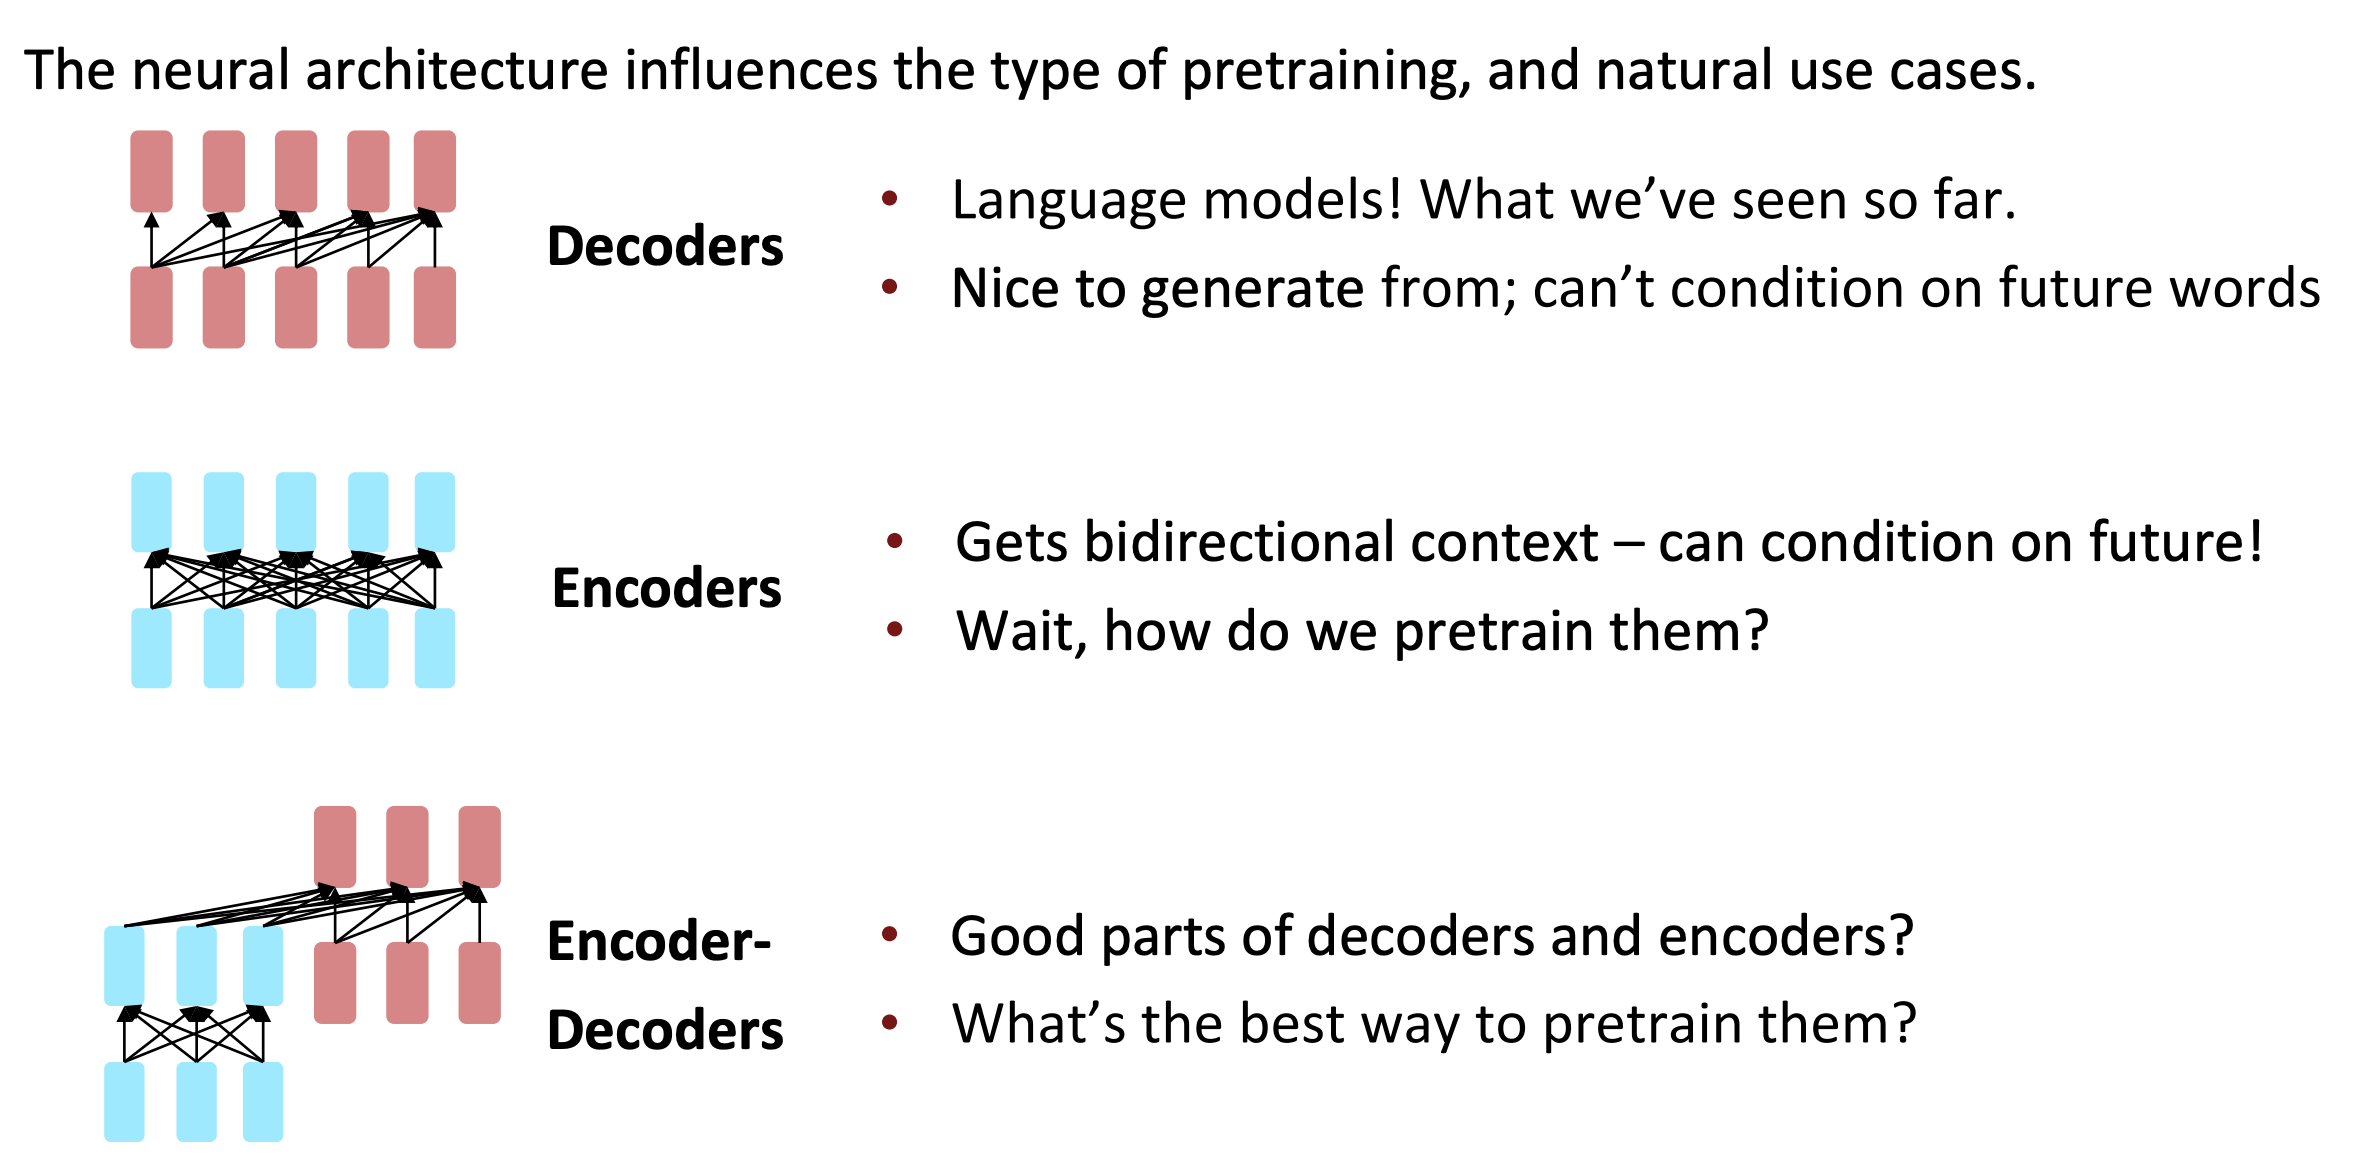 The neural architecture influences the type of pretraining, and natural use cases.
Decoders
• Language models! What we’ve seen so far.
• Nice to generate from; can’t condition on future words
Encoders
• Gets bidirectional context – can condition on future!
• Wait, how do we pretrain them?
Encoder-
Decoders
• Good parts of decoders and encoders?
• What’s the best way to pretrain them?